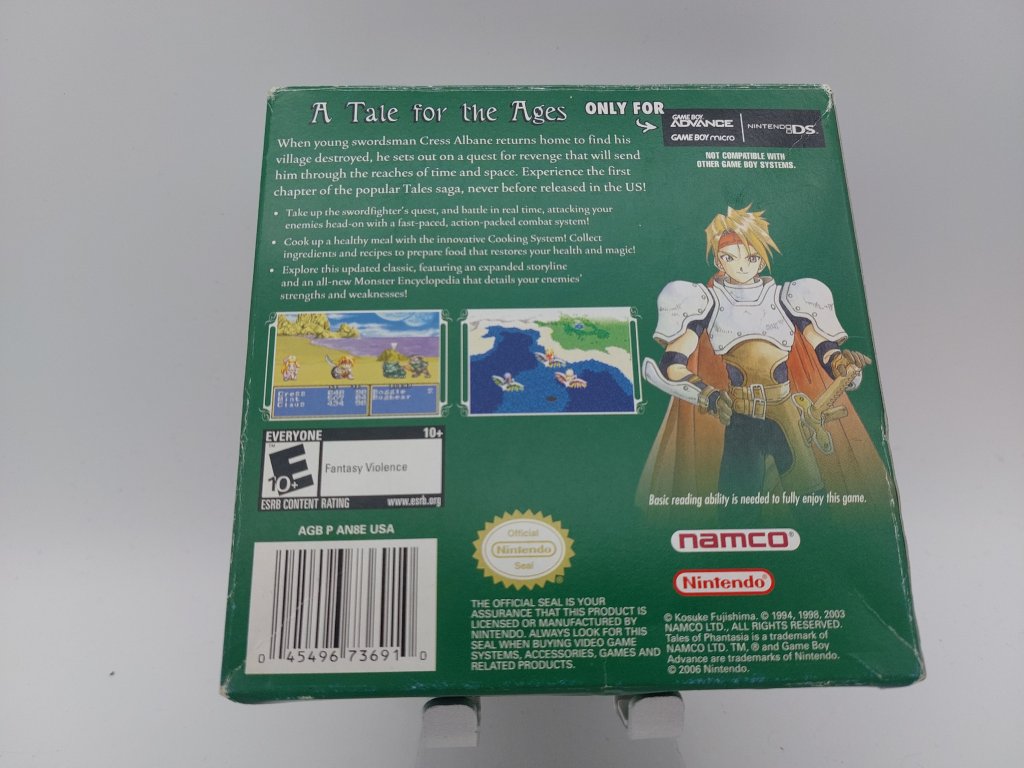 A Tale for the Ages
ONLY FOR
GAME BOY
ADVANCE
GAME BOY micro
NINTENDO DS™
NOT COMPATIBLE WITH
OTHER GAME BOY SYSTEMS.
When young swordsman Cress Albane returns home to find his
village destroyed, he sets out on a quest for revenge that will send
him through the reaches of time and space. Experience the first
chapter of the popular Tales saga, never before released in the US!
• Take up the swordfighter's quest, and battle in real time, attacking your
enemies head-on with a fast-paced, action-packed combat system!
• Cook up a healthy meal with the innovative Cooking System! Collect
ingredients and recipes to prepare food that restores your health and magic!
• Explore this updated classic, featuring an expanded storyline
and an all-new Monster Encyclopedia that details your enemies'
strengths and weaknesses!
Cress
Mint
Claus
Boggle
Bugbear
EVERYONE 10+
™
E
10+
Fantasy Violence
ESRB CONTENT RATING www.esrb.org
Basic reading ability is needed to fully enjoy this game.
AGB P AN8E USA
0 45496 73691 0
Official
Nintendo
Seal
®
THE OFFICIAL SEAL IS YOUR
ASSURANCE THAT THIS PRODUCT IS
LICENSED OR MANUFACTURED BY
NINTENDO. ALWAYS LOOK FOR THIS
SEAL WHEN BUYING VIDEO GAME
SYSTEMS, ACCESSORIES, GAMES AND
RELATED PRODUCTS.
namco®
Nintendo®
© Kosuke Fujishima. © 1994, 1998, 2003
NAMCO LTD., ALL RIGHTS RESERVED.
Tales of Phantasia is a trademark of
NAMCO LTD. TM, ® and Game Boy
Advance are trademarks of Nintendo.
© 2006 Nintendo.